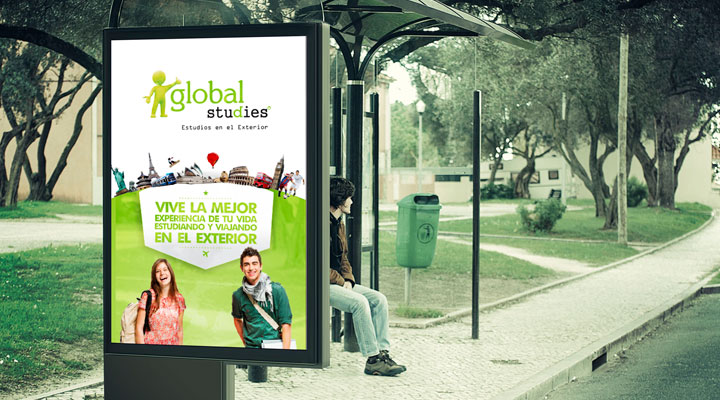 global
studies®
Estudios en el Exterior
VIVE LA MEJOR
EXPERIENCIA DE TU VIDA
ESTUDIANDO Y VIAJANDO
EN EL EXTERIOR